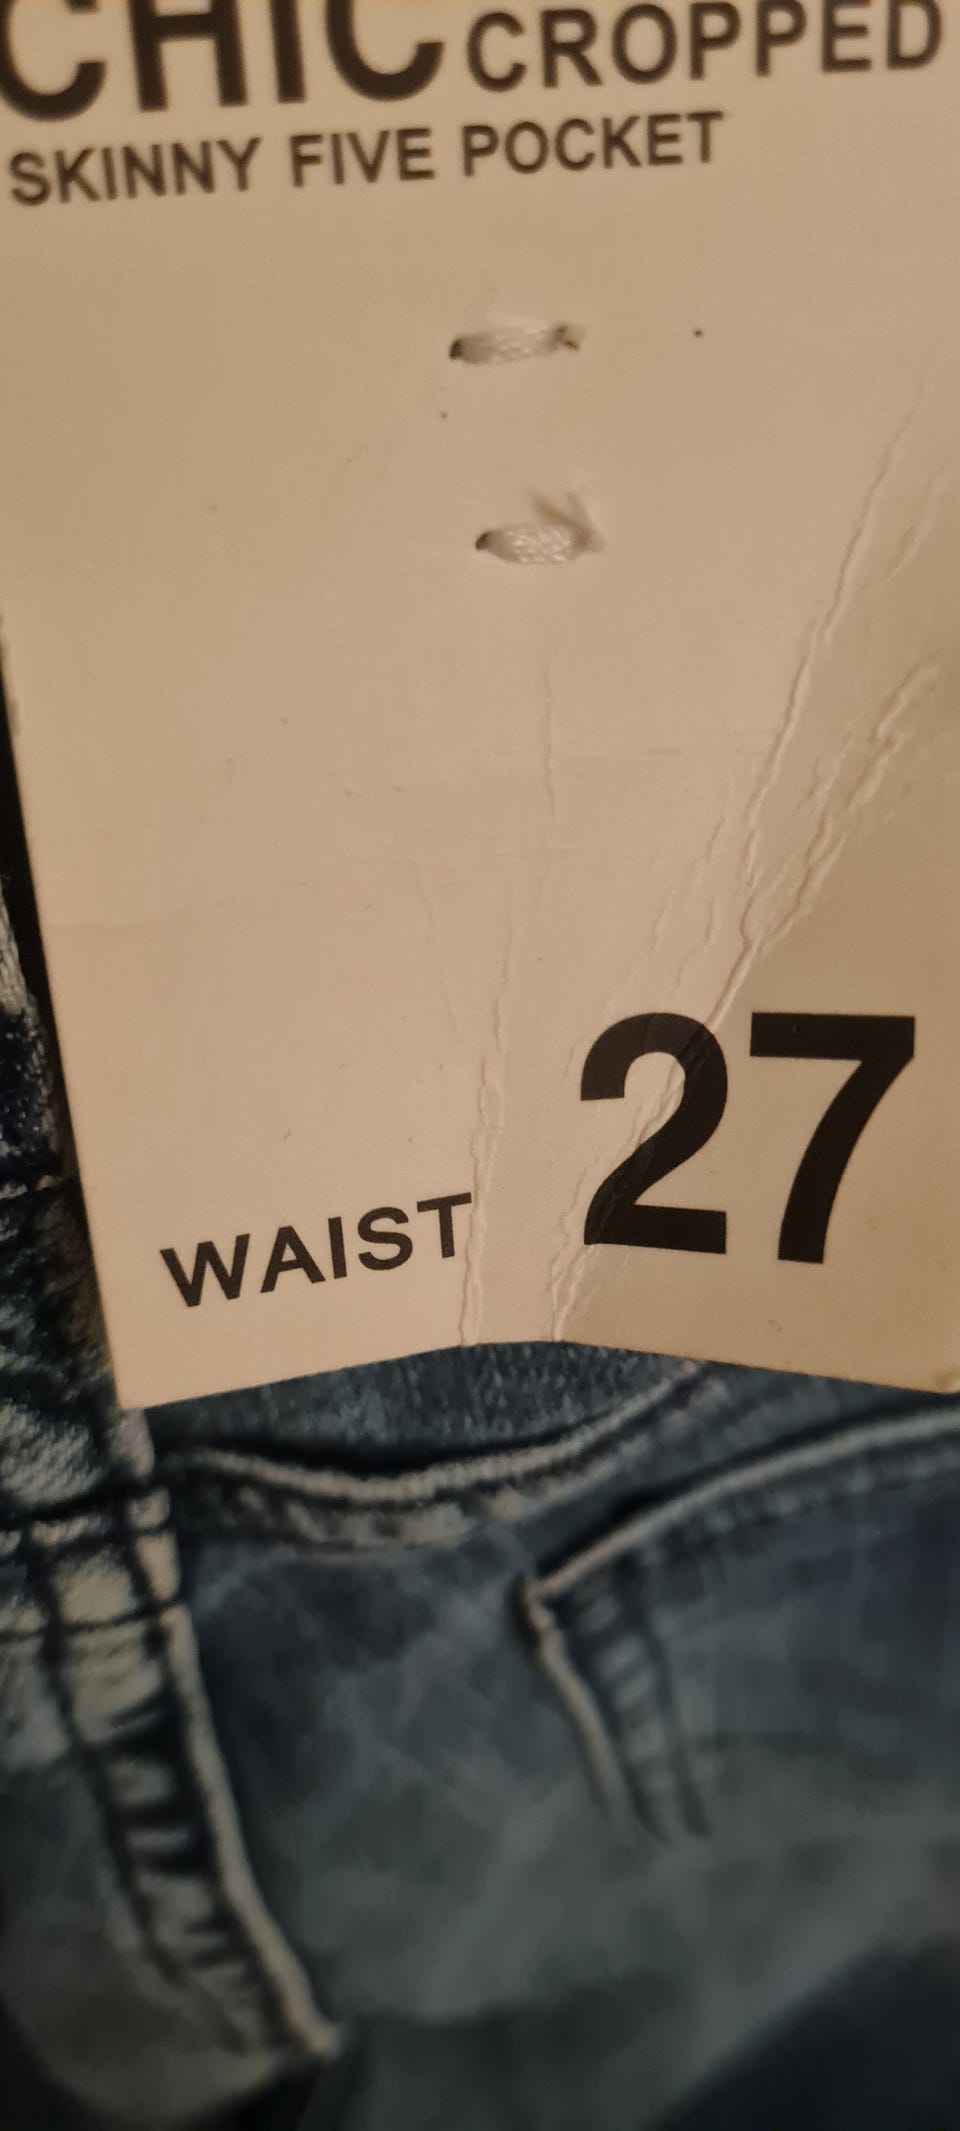 CHIC CROPPED
SKINNY FIVE POCKET
WAIST 27